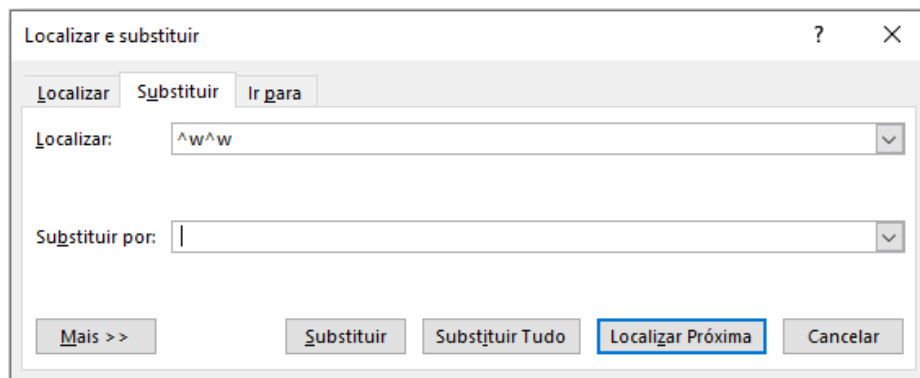 Localizar e substituir ? ×
Localizar Substituir Ir para
Localizar: ^w^w
Substituir por:
Mais >> Substituir Substituir Tudo Localizar Próxima Cancelar